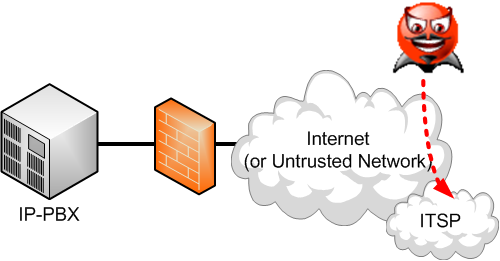 Internet
(or Untrusted Network)
IP-PBX
ITSP